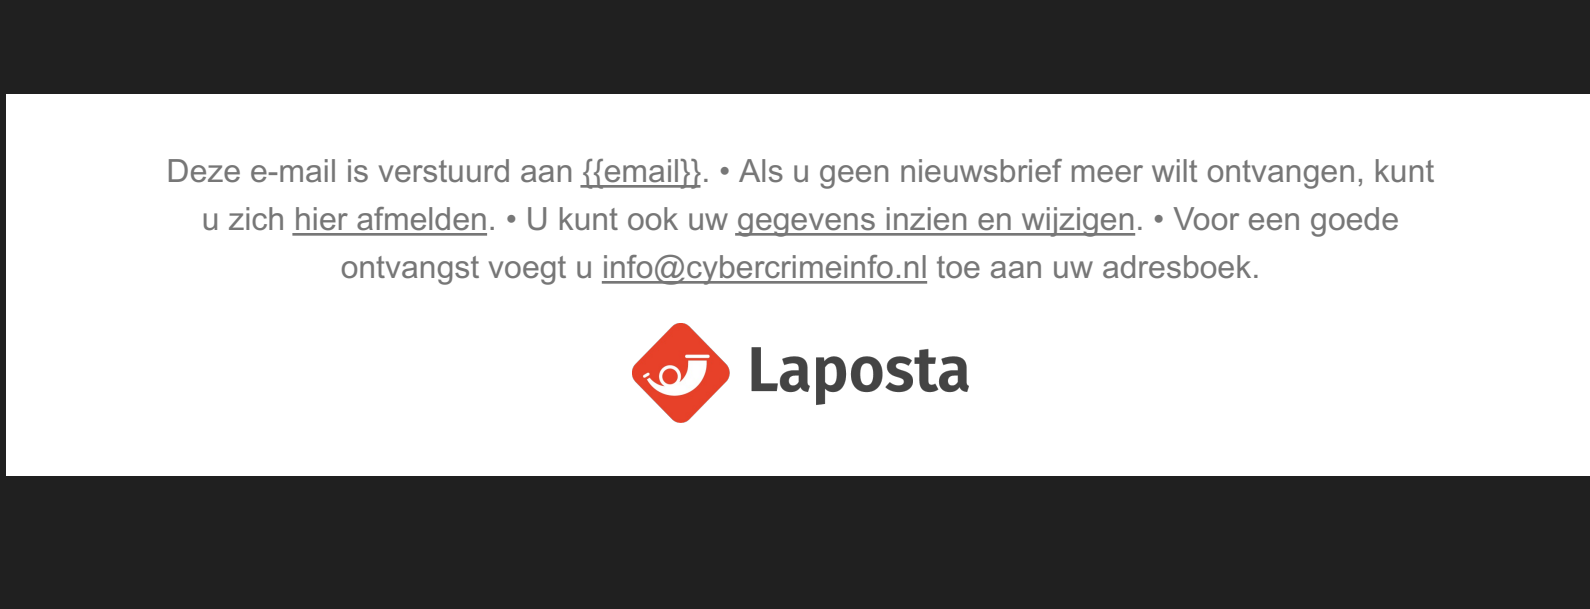 Deze e-mail is verstuurd aan {{email}}. • Als u geen nieuwsbrief meer wilt ontvangen, kunt
u zich hier afmelden. • U kunt ook uw gegevens inzien en wijzigen. • Voor een goede
ontvangst voegt u info@cybercrimeinfo.nl toe aan uw adresboek.
Laposta